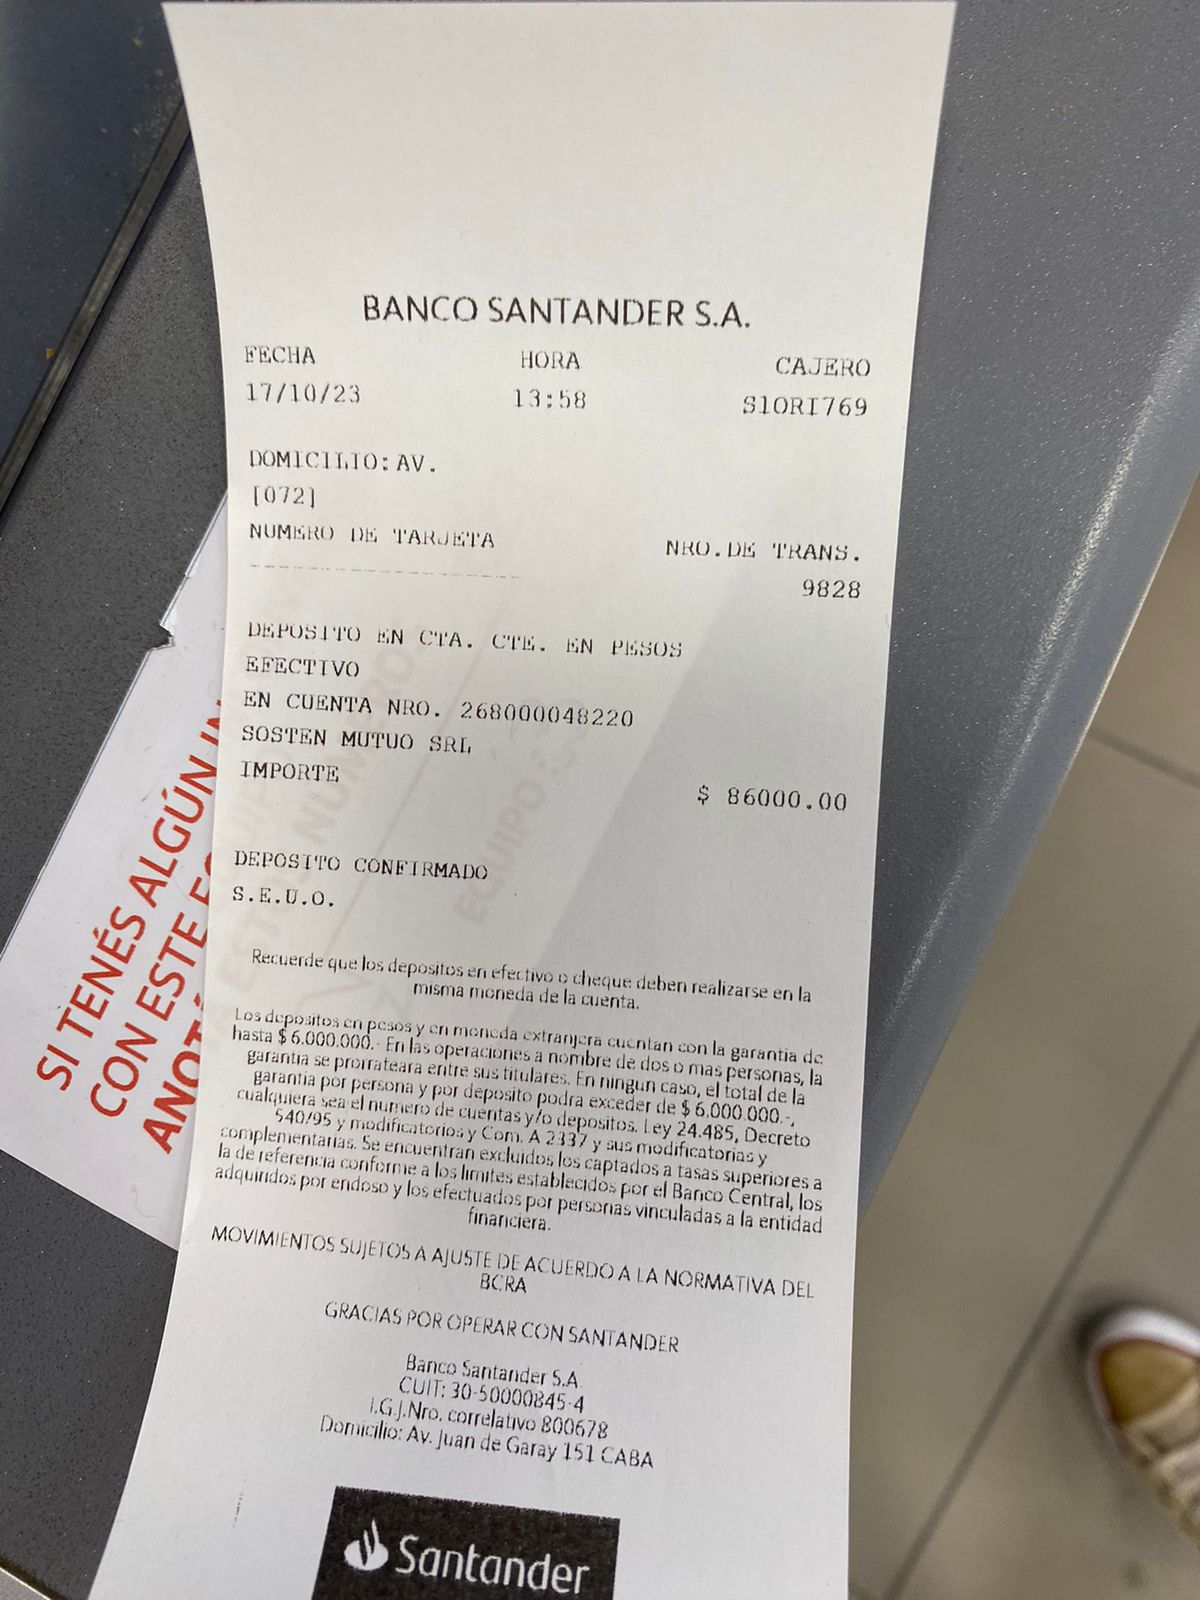 BANCO SANTANDER S.A.
FECHA HORA CAJERO
17/10/23 13:58 S1ORI769
DOMICILIO: AV.
[072]
NUMERO DE TARJETA NRO.DE TRANS.
9828
DEPOSITO EN CTA. CTE. EN PESOS
EFECTIVO
EN CUENTA NRO. 268000048220
SOSTEN MUTUO SRL
IMPORTE
$ 86000.00
DEPOSITO CONFIRMADO
S.E.U.O.
Recuerde que los depositos en efectivo o cheque deben realizarse en la
misma moneda de la cuenta.
Los depositos en pesos y en moneda extranjera cuentan con la garantia de
hasta $ 6.000.000.- En las operaciones a nombre de dos o mas personas, la
garantia se prorrateara entre sus titulares. En ningun caso, el total de la
garantia por persona y por deposito podra exceder de $ 6.000.000.-,
cualquiera sea el numero de cuentas y/o depositos. Ley 24.485, Decreto
540/95 y modificatorios y Com. A 2337 y sus modificatorias y
complementarias. Se encuentran excluidos los captados a tasas superiores a
la de referencia conforme a los limites establecidos por el Banco Central, los
adquiridos por endoso y los efectuados por personas vinculadas a la entidad
financiera.
MOVIMIENTOS SUJETOS A AJUSTE DE ACUERDO A LA NORMATIVA DEL
BCRA
GRACIAS POR OPERAR CON SANTANDER
Banco Santander S.A.
CUIT: 30-50000845-4
I.G.J.Nro. correlativo 800678
Domicilio: Av. Juan de Garay 151 CABA
Santander
SI TENÉS ALGÚN
CON ESTE